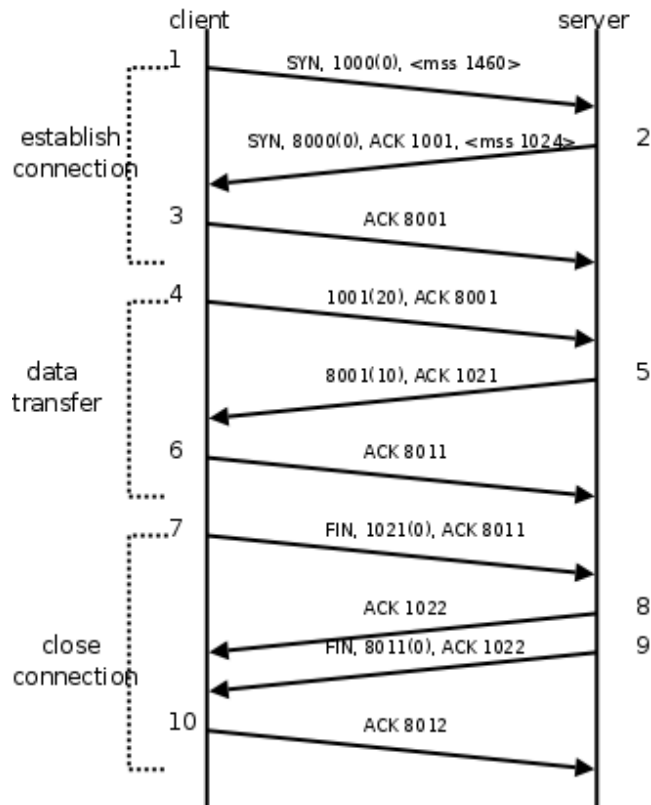 client
server
1
SYN, 1000(0), <mss 1460>
SYN, 8000(0), ACK 1001, <mss 1024>
2
establish
connection
3
ACK 8001
4
1001(20), ACK 8001
8001(10), ACK 1021
5
data
transfer
6
ACK 8011
7
FIN, 1021(0), ACK 8011
ACK 1022
8
FIN, 8011(0), ACK 1022
9
close
connection
10
ACK 8012